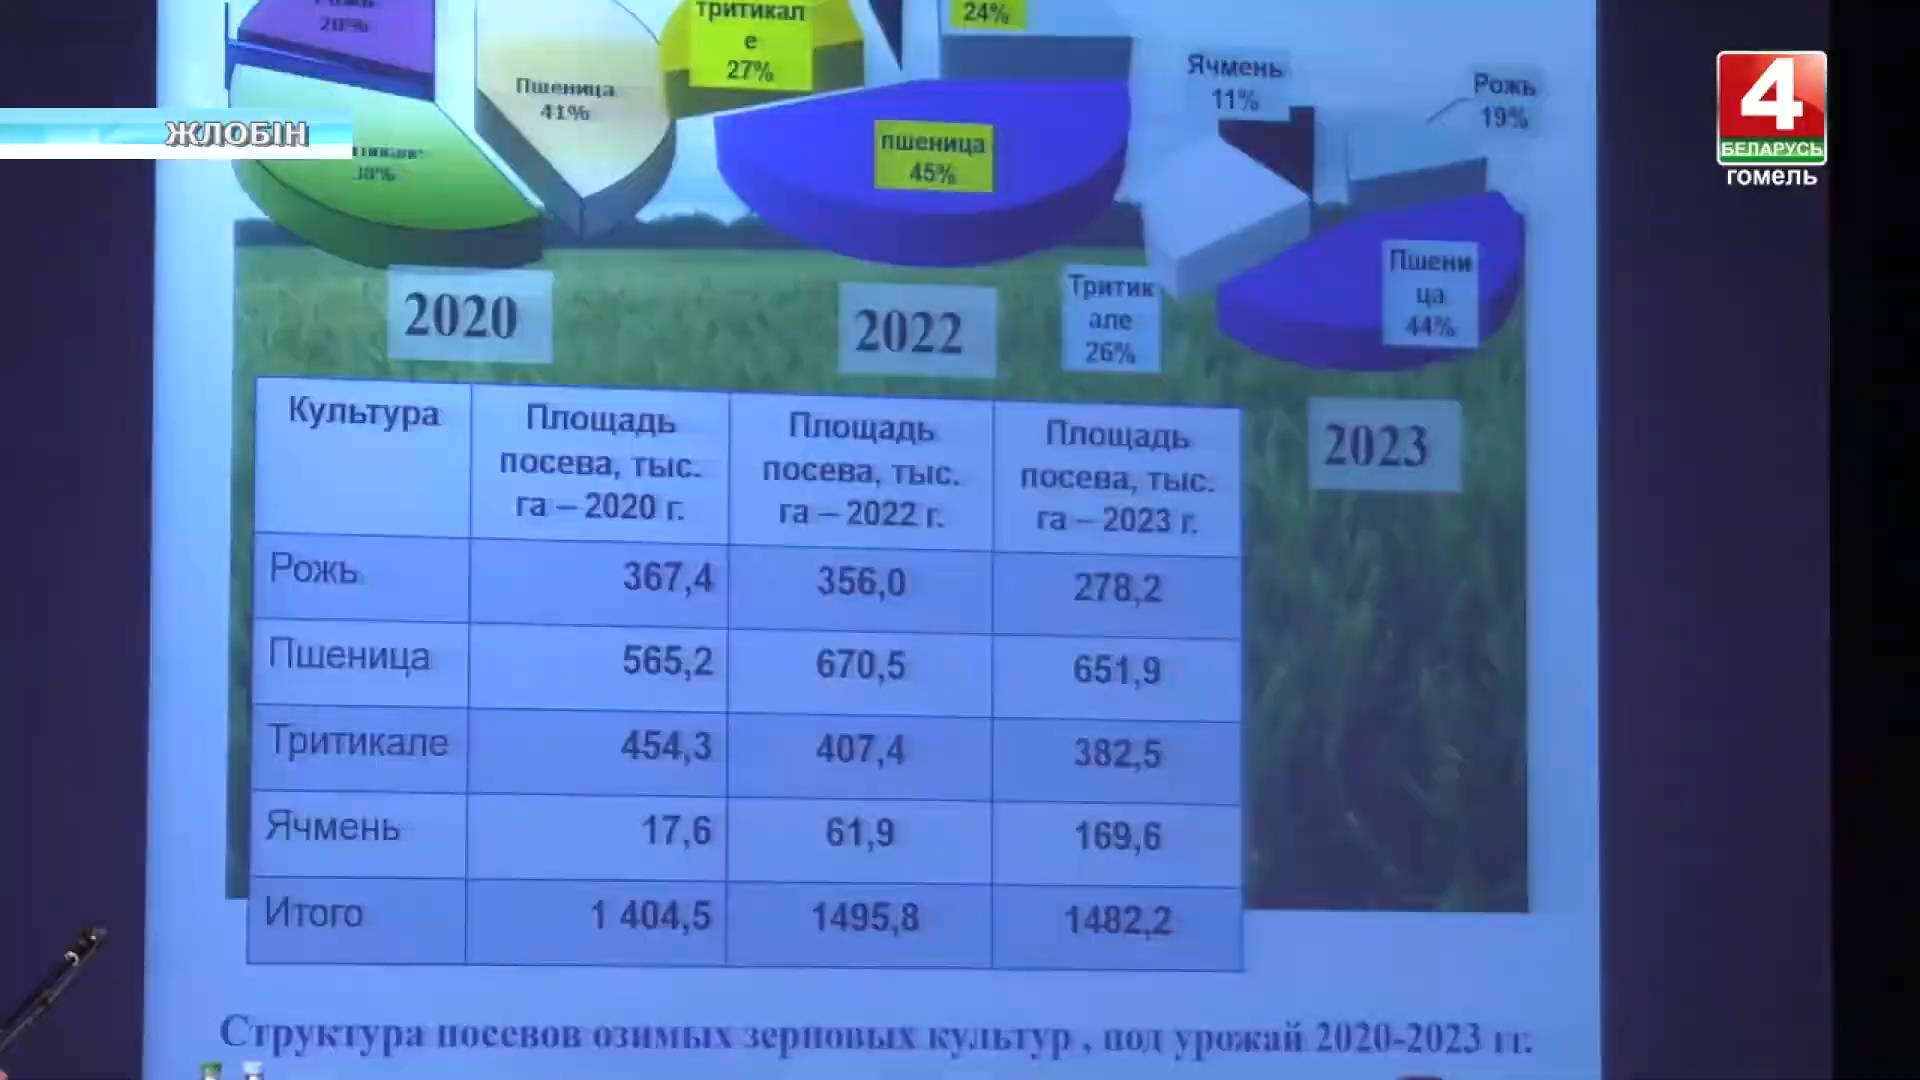 20%
тритикал
е
27%
24%
Пшеница
41%
38%
пшеница
45%
Ячмень
11%
Рожь
19%
Тритик
але
26%
Пшени
ца
44%
ЖЛОБІН
4
БЕЛАРУСЬ
гомель
2020
2022
2023
Культура
Площадь
посева, тыс.
га – 2020 г.
Площадь
посева, тыс.
га – 2022 г.
Площадь
посева, тыс.
га – 2023 г.
Рожь 367,4 356,0 278,2
Пшеница 565,2 670,5 651,9
Тритикале 454,3 407,4 382,5
Ячмень 17,6 61,9 169,6
Итого 1 404,5 1495,8 1482,2
Структура посевов озимых зерновых культур , под урожай 2020-2023 гг.